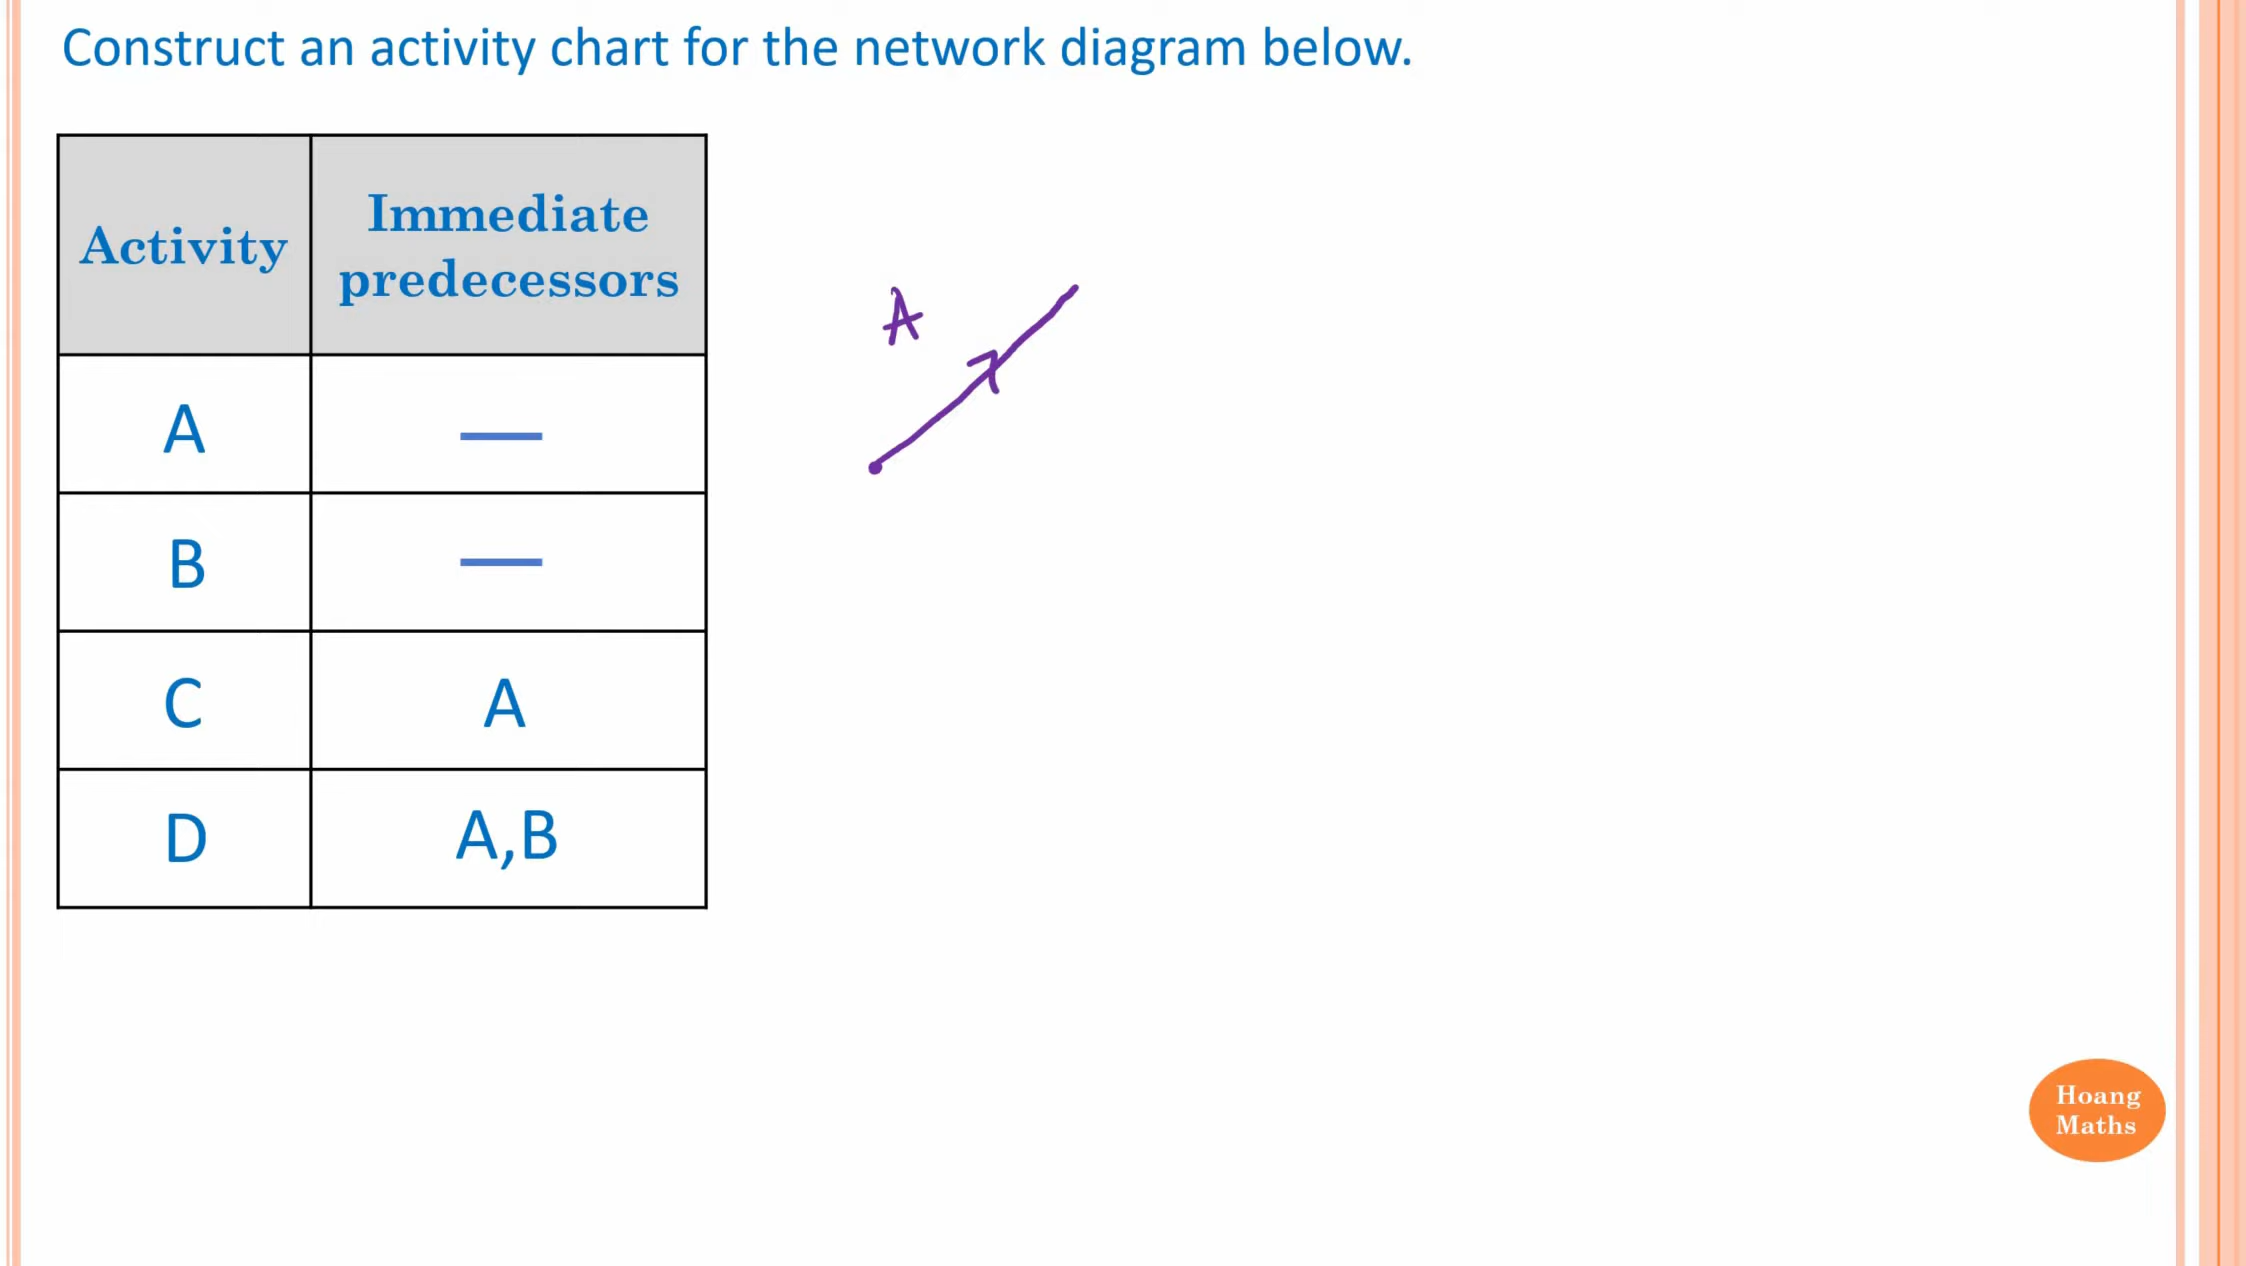 Construct an activity chart for the network diagram below.
Activity
Immediate
predecessors
A
—
B
—
C
A
D
A,B
A
Hoang
Maths